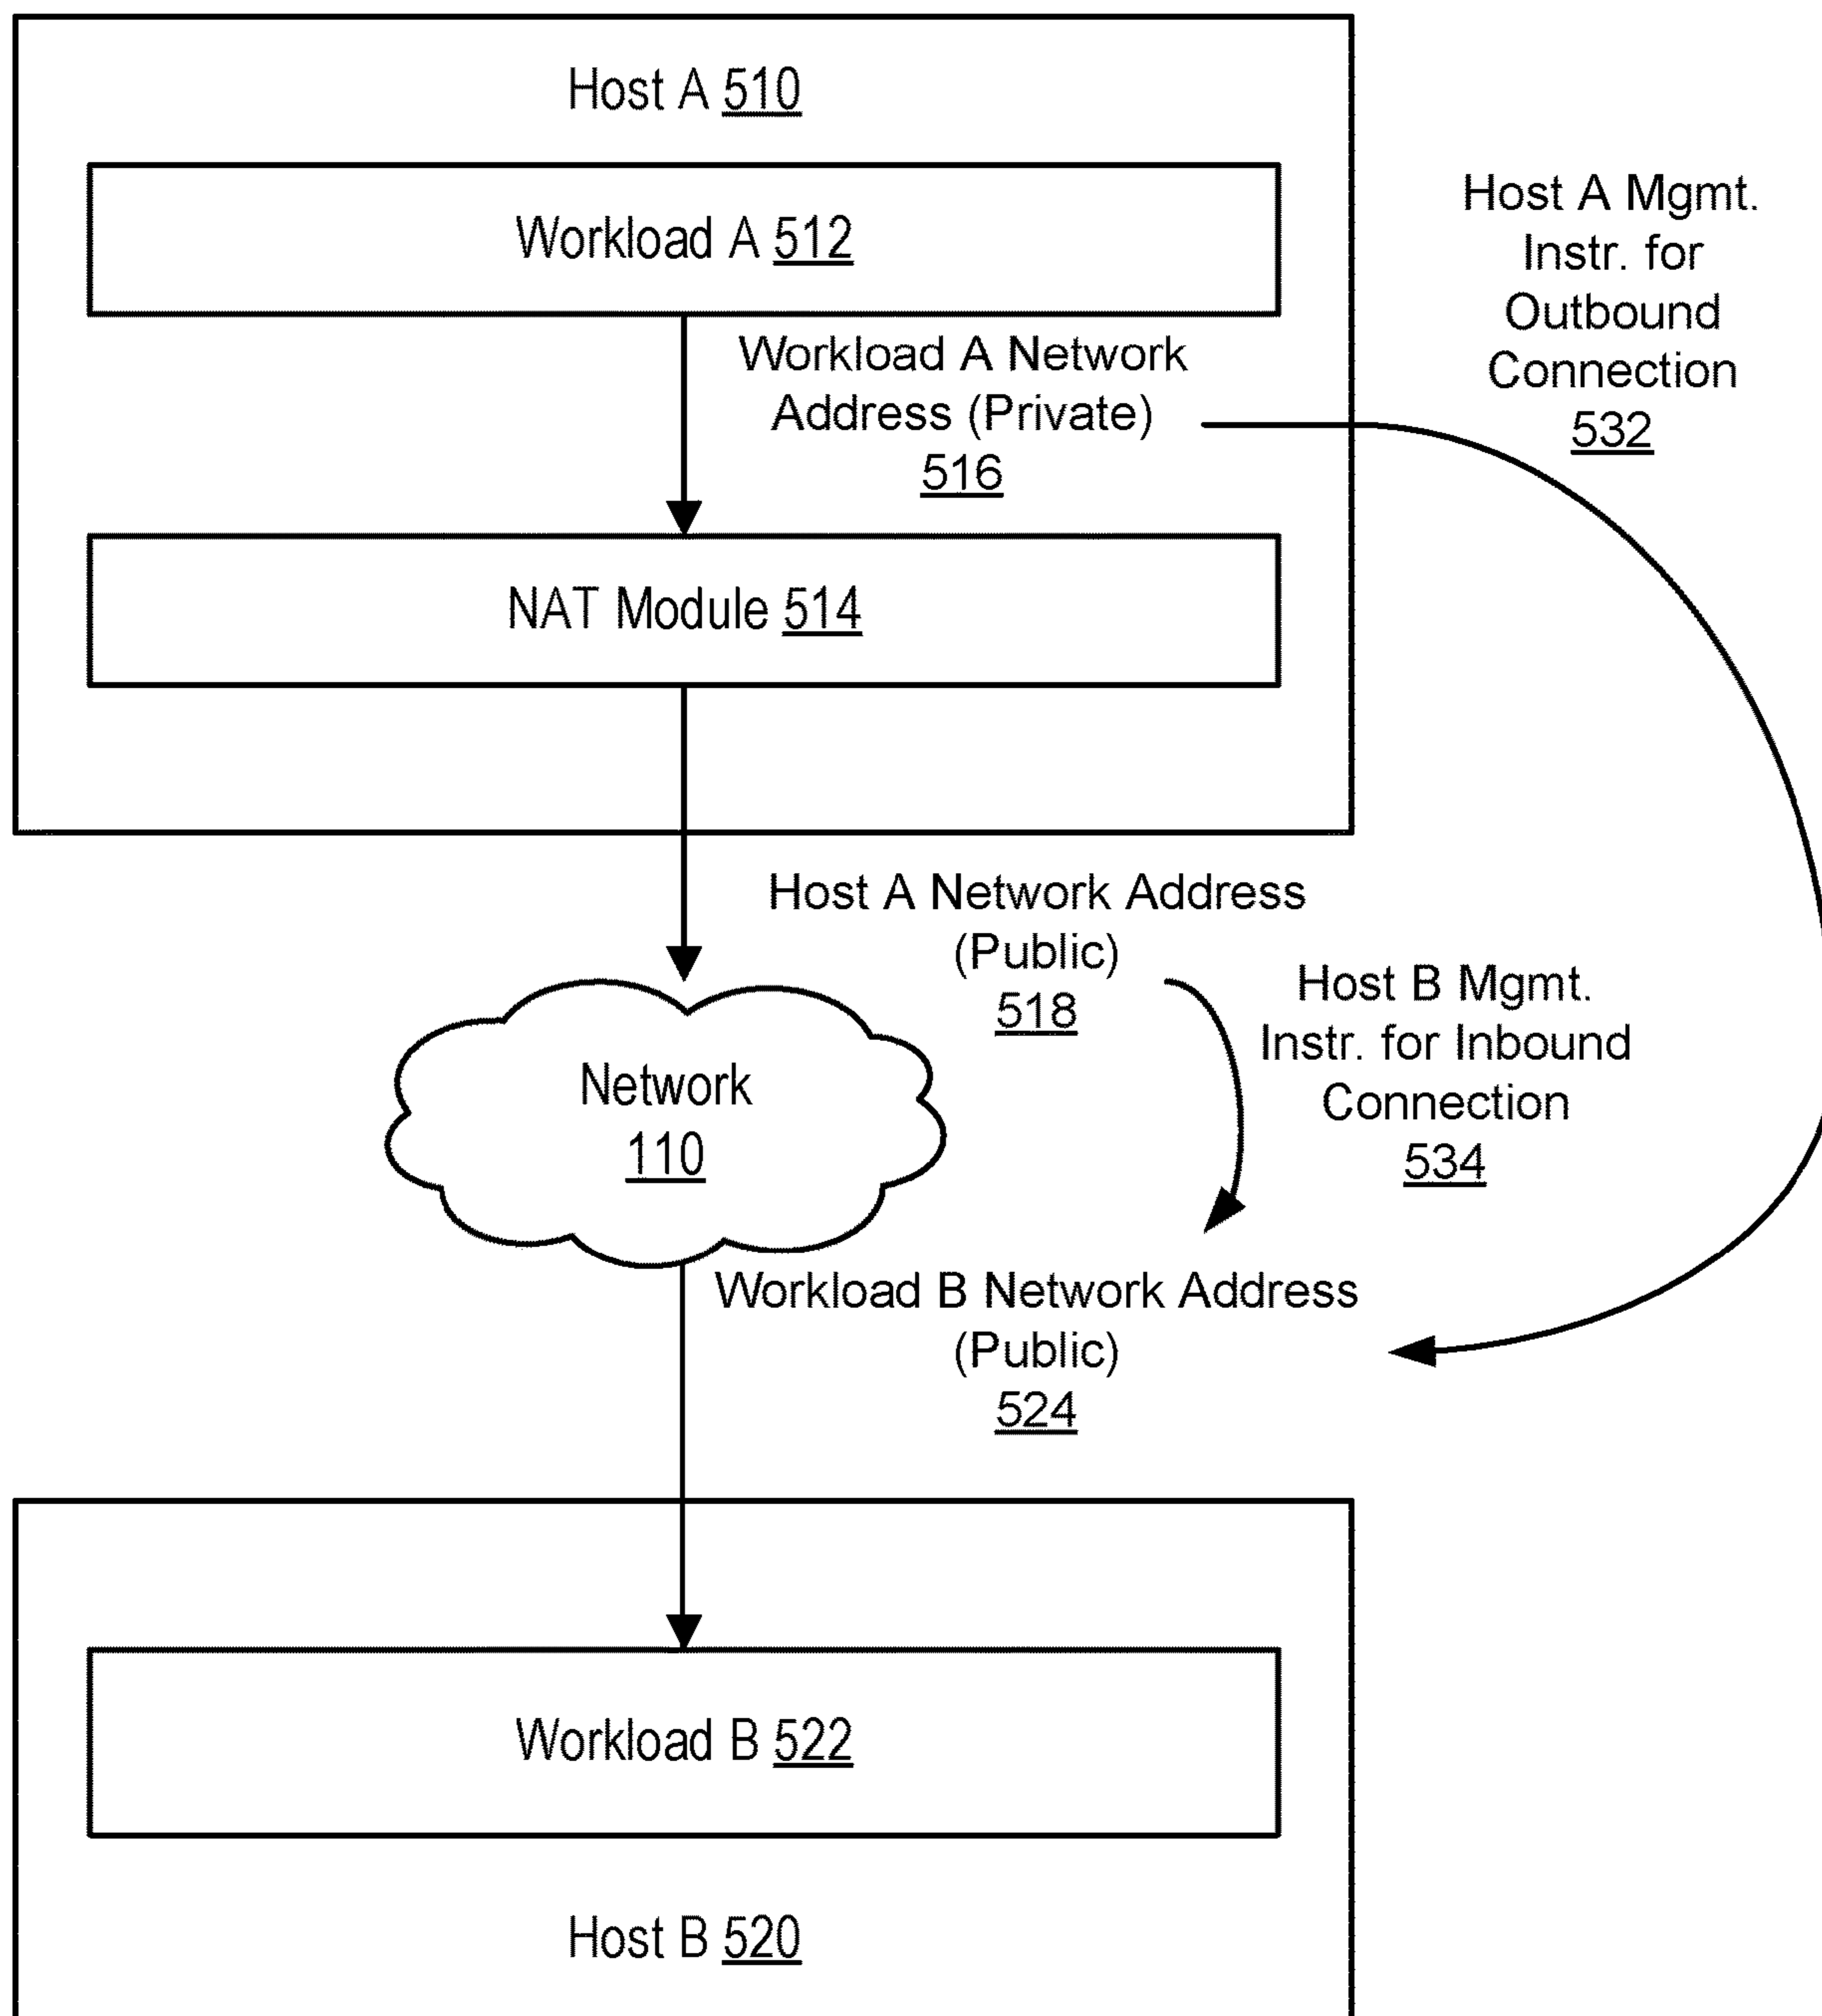 Host A 510
Workload A 512
Workload A Network
Address (Private)
516
Host A Mgmt.
Instr. for
Outbound
Connection
532
NAT Module 514
Host A Network Address
(Public)
518
Host B Mgmt.
Instr. for Inbound
Connection
534
Network
110
Workload B Network Address
(Public)
524
Workload B 522
Host B 520